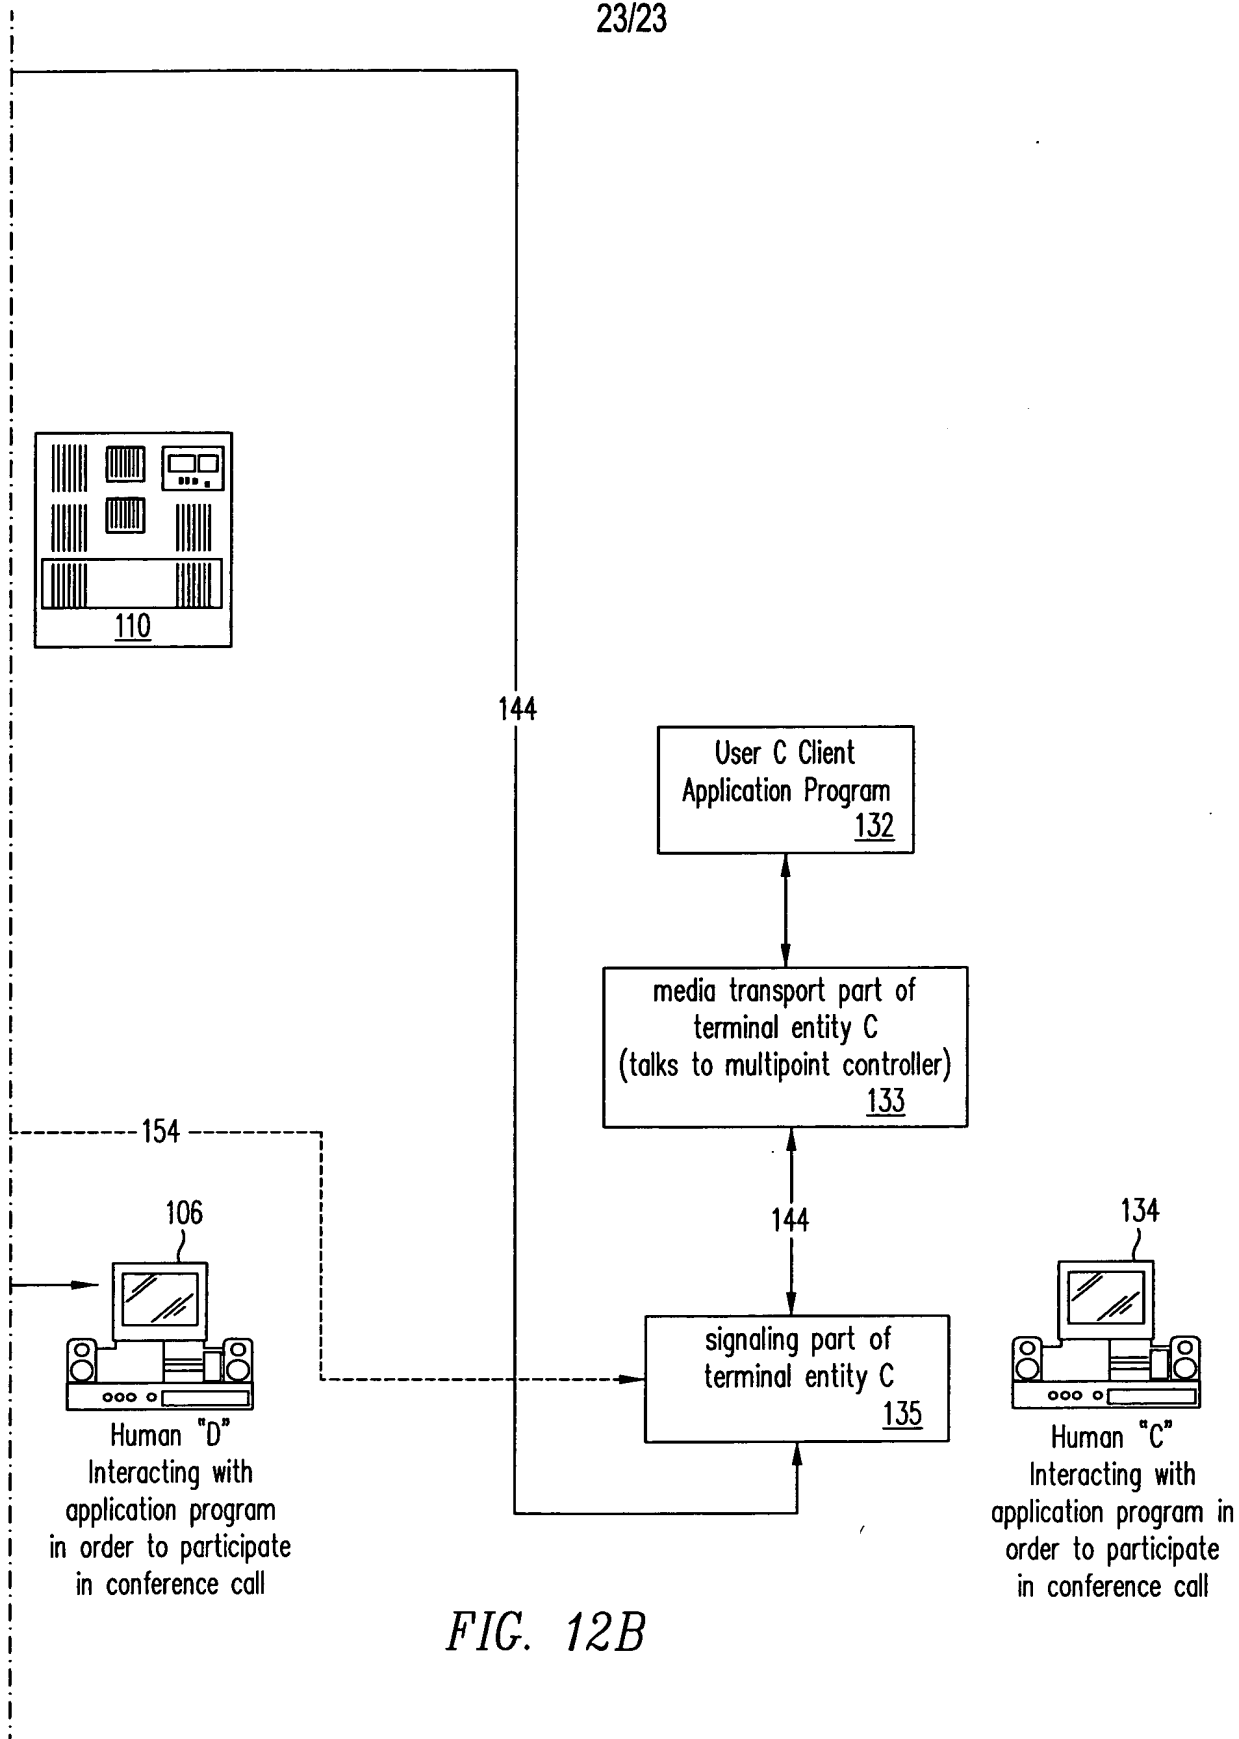 23/23
110
144
User C Client
Application Program
132
media transport part of
terminal entity C
(talks to multipoint controller)
133
154
144
106
134
signaling part of
terminal entity C
135
Human "D"
Interacting with
application program
in order to participate
in conference call
Human "C"
Interacting with
application program in
order to participate
in conference call
FIG. 12B